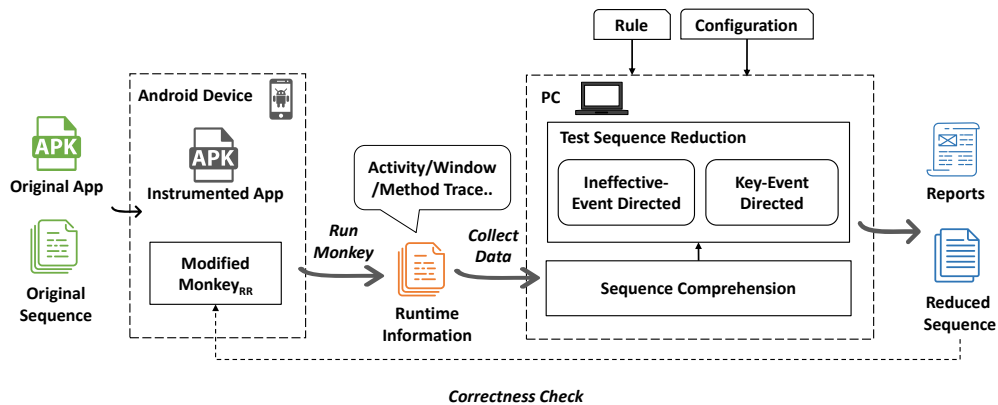 Rule
Configuration
Android Device
PC
APK
Original App
APK
Instrumented App
Activity/Window
/Method Trace..
Test Sequence Reduction
Ineffective-
Event Directed
Key-Event
Directed
Reports
Original
Sequence
Modified
MonkeyRR
Run
Monkey
Runtime
Information
Collect
Data
Sequence Comprehension
Reduced
Sequence
Correctness Check